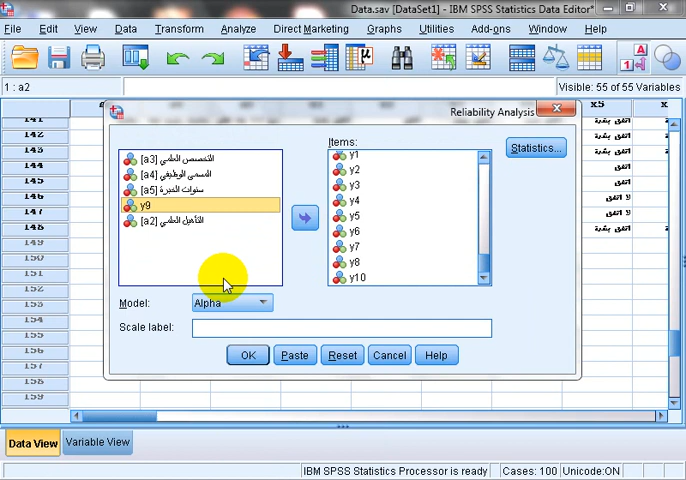 Data.sav [DataSet1] - IBM SPSS Statistics Data Editor*
File Edit View Data Transform Analyze Direct Marketing Graphs Utilities Add-ons Window Help
1 : a2
Visible: 55 of 55 Variables
Reliability Analysis
x5
141
142
143
144
145
146
147
148
149
150
151
152
153
154
155
156
157
158
159
اتفق بشدة
اتفق بشدة
اتفق بشدة
اتفق
اتفق
لا اتفق
لا اتفق
اتفق بشدة
التخصص العلمي [a3]
المسمى الوظيفي [a4]
سنوات الخبرة [a5]
y9
التأهيل العلمي [a2]
Items:
y1
y2
y3
y4
y5
y6
y7
y8
y10
Statistics...
Model: Alpha
Scale label:
OK Paste Reset Cancel Help
Data View Variable View
IBM SPSS Statistics Processor is ready Cases: 100 Unicode:ON